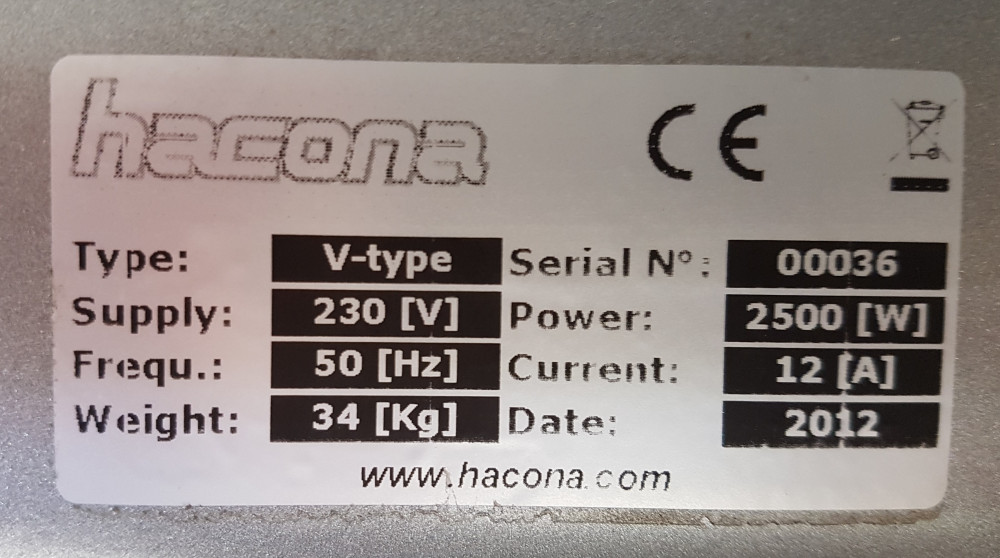 hacona CE
Type: V-type Serial N°: 00036
Supply: 230 [V] Power: 2500 [W]
Frequ.: 50 [Hz] Current: 12 [A]
Weight: 34 [Kg] Date: 2012
www.hacona.com